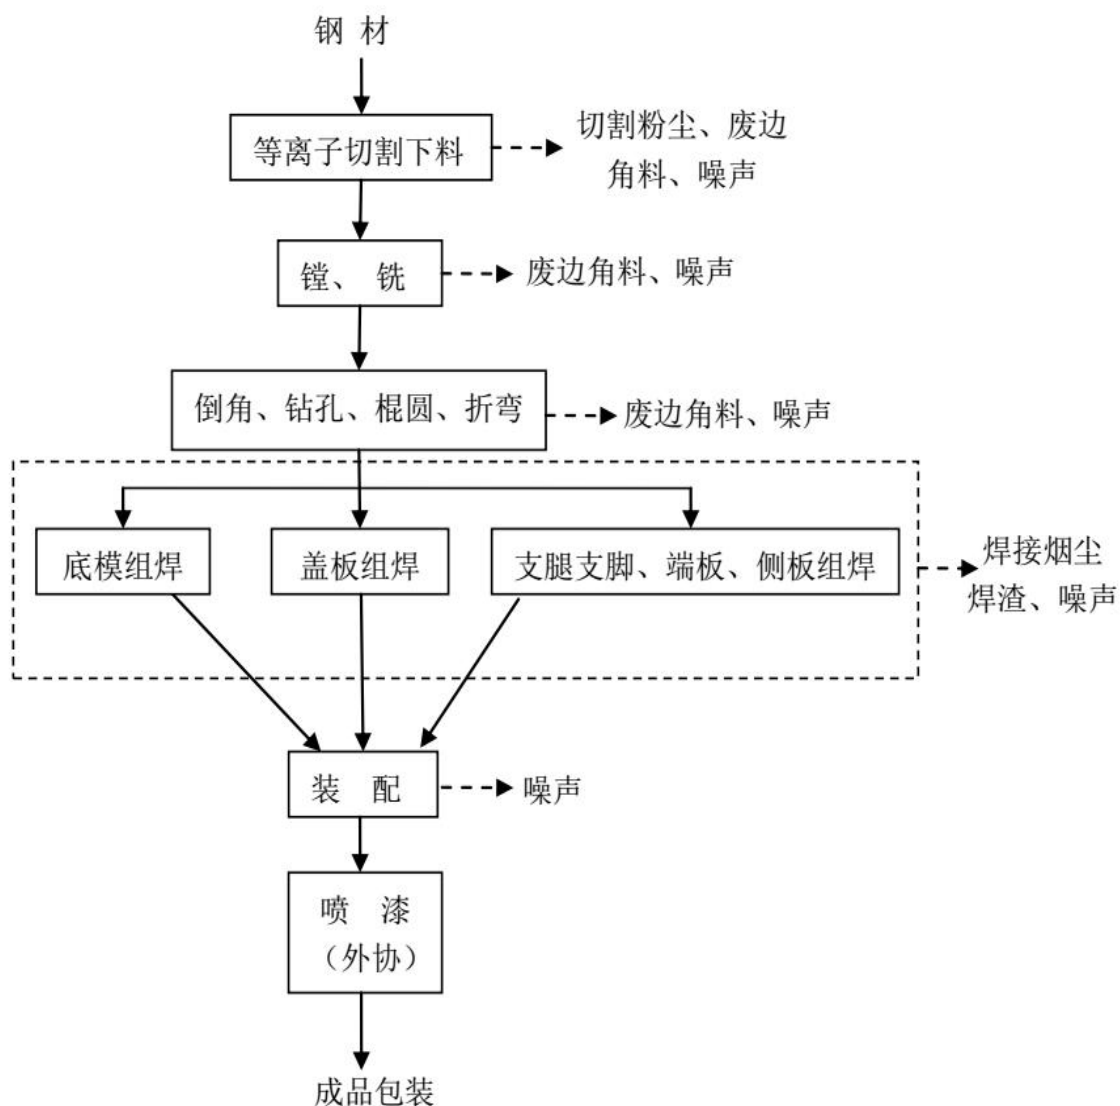 钢 材
等离子切割下料
切割粉尘、废边
角料、噪声
镗、 铣
废边角料、噪声
倒角、钻孔、棍圆、折弯
废边角料、噪声
底模组焊
盖板组焊
支腿支脚、端板、侧板组焊
焊接烟尘
焊渣、噪声
装 配
噪声
喷 漆
（外协）
成品包装